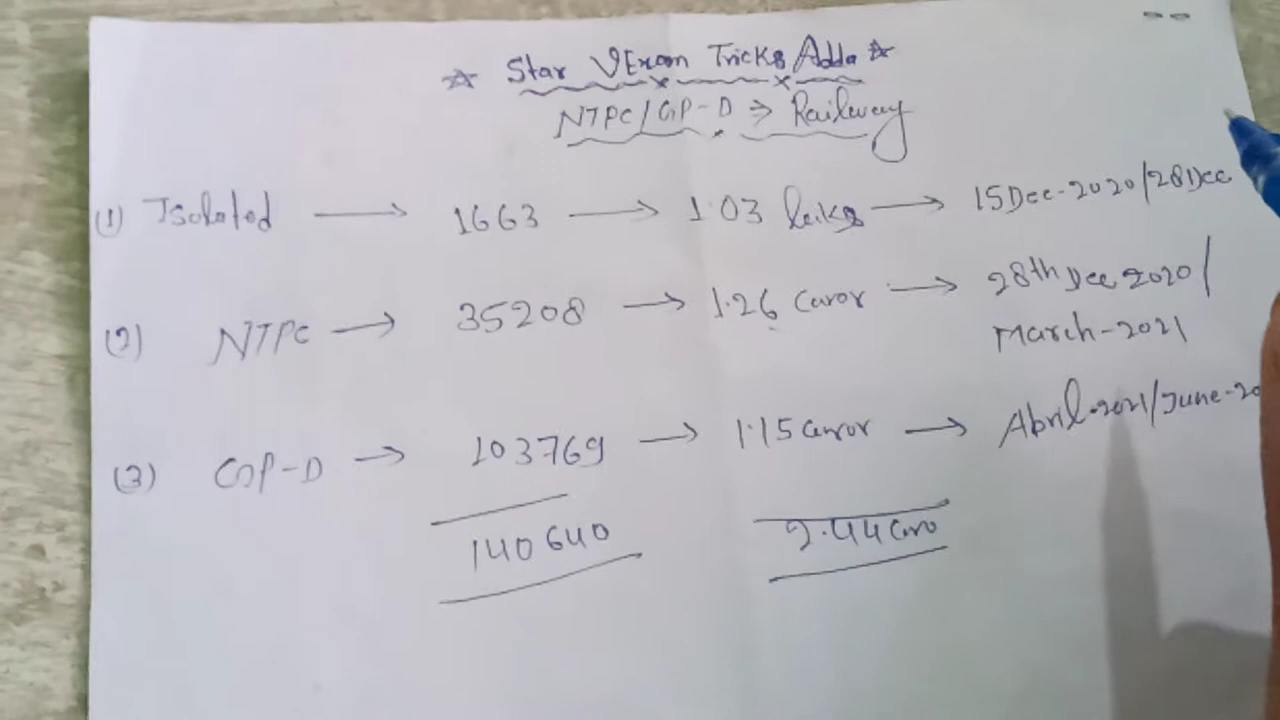 ☆ Star V Exam Tricks Adda ☆
NTPC/GP-D ⇒ Railway
(1) Isolated → 1663 → 1.03 laikg → 15Dec-2020/28Dec
(2) NTPC → 35208 → 1.26 Caror → 28th Dec 2020/
March-2021
(3) GP-D → 103769 → 1.15 Caror → Abril-2021/June-20
140640 2.44 Caro